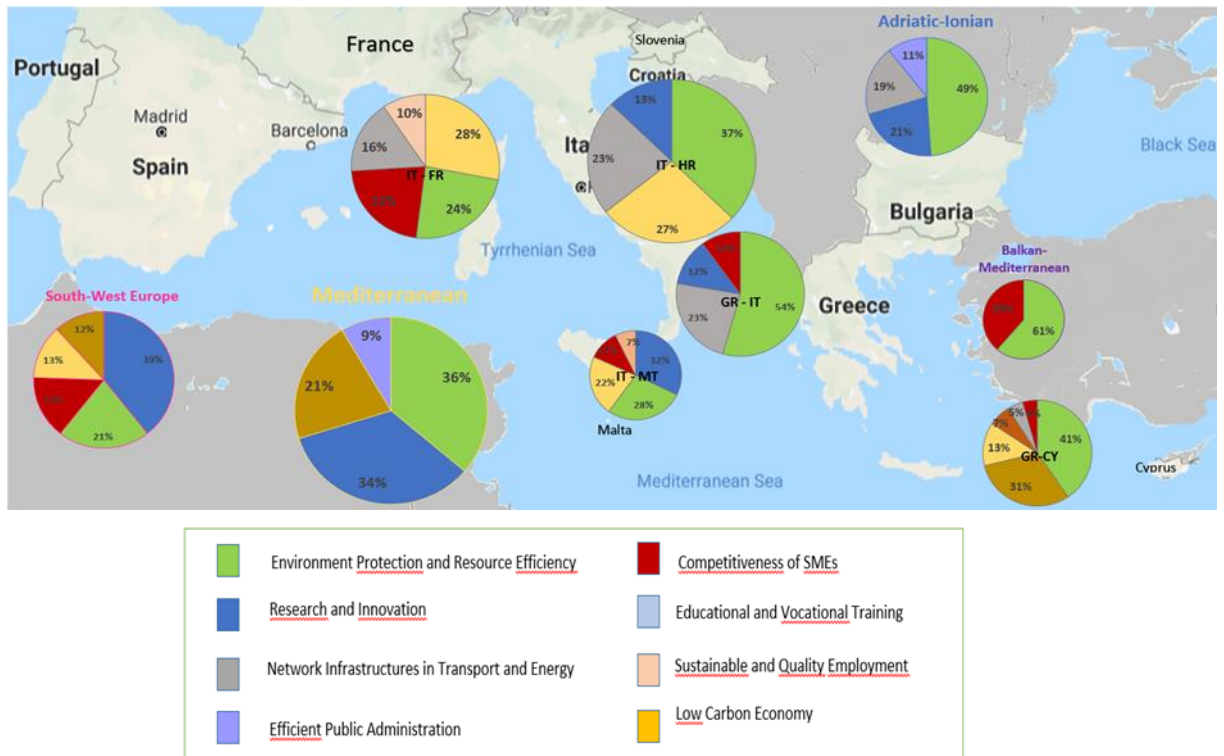 Adriatic-Ionian
Slovenia
France
Portugal
Croatia
11%
13%
19%
49%
Madrid
10%
28%
37%
Barcelona
21%
Black Sea
16%
Ita
23%
IT - HR
Spain
IT - FR
24%
27%
Bulgaria
Tyrrhenian Sea
Balkan-
Mediterranean
12%
GR - IT
54%
Greece
South-West Europe
Mediterranean
23%
61%
12%
9%
7%
32%
39%
13%
36%
IT - MT
21%
22%
28%
21%
Malta
5%
7%
41%
GR-CY
13%
Cyprus
34%
Mediterranean Sea
31%
Environment Protection and Resource Efficiency
Competitiveness of SMEs
Research and Innovation
Educational and Vocational Training
Network Infrastructures in Transport and Energy
Sustainable and Quality Employment
Efficient Public Administration
Low Carbon Economy